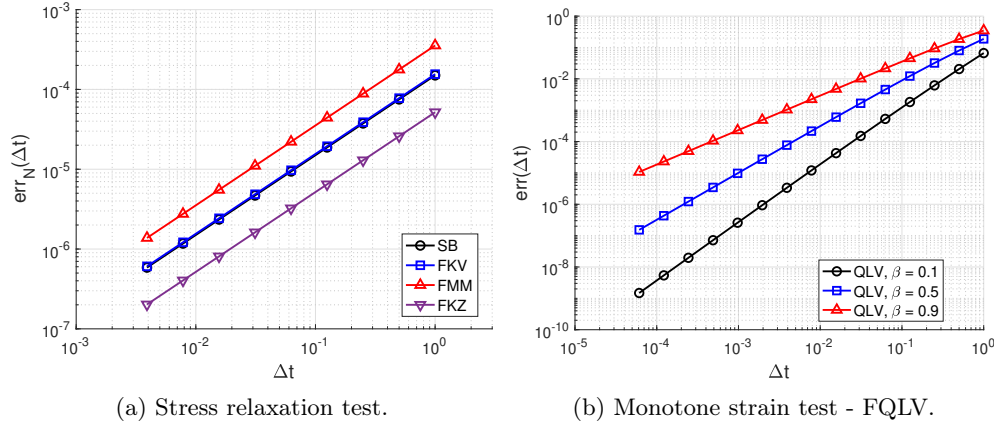 10^-3
10^-4
10^-5
10^-6
10^-7
err_N(Δt)
10^-3
10^-2
10^-1
10^0
Δt
SB
FKV
FMM
FKZ
(a) Stress relaxation test.
10^0
10^-2
10^-4
10^-6
10^-8
10^-10
err(Δt)
10^-5
10^-4
10^-3
10^-2
10^-1
10^0
Δt
QLV, β = 0.1
QLV, β = 0.5
QLV, β = 0.9
(b) Monotone strain test - FQLV.